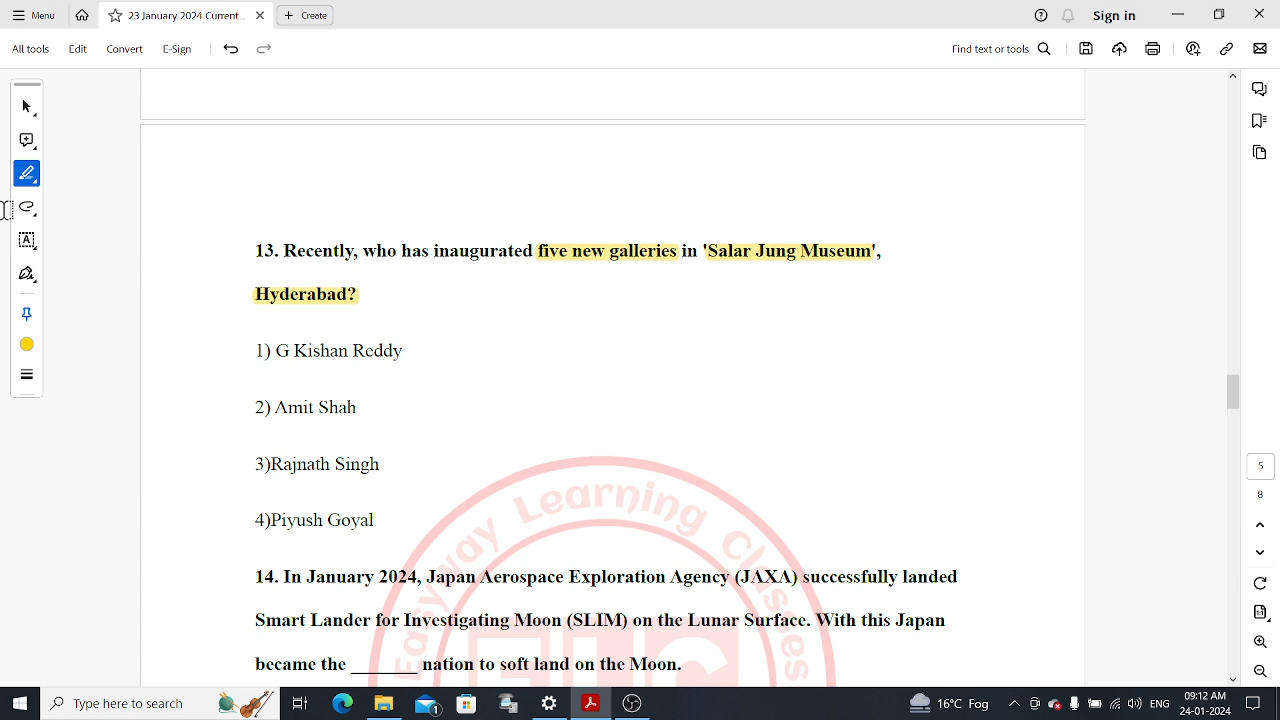 Menu
23 January 2024 Current...
Create
Sign in
All tools Edit Convert E-Sign
Find text or tools
13. Recently, who has inaugurated five new galleries in 'Salar Jung Museum',
Hyderabad?
1) G Kishan Reddy
2) Amit Shah
3)Rajnath Singh
4)Piyush Goyal
14. In January 2024, Japan Aerospace Exploration Agency (JAXA) successfully landed
Smart Lander for Investigating Moon (SLIM) on the Lunar Surface. With this Japan
became the _______ nation to soft land on the Moon.
Easyway Learning Classes
ELC
5
8
Type here to search
16°C Fog
ENG
09:12 AM
24-01-2024